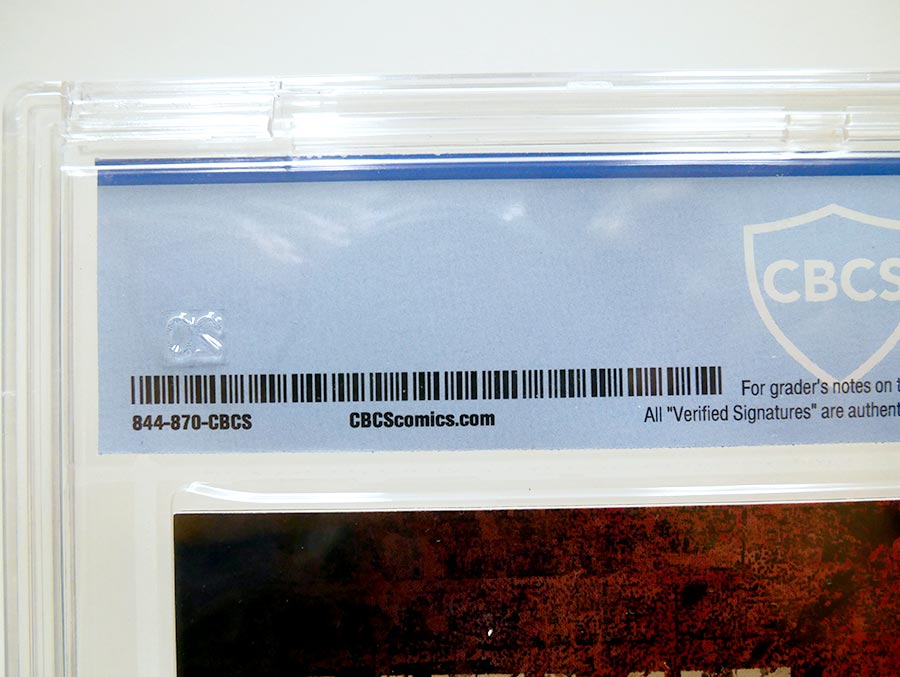 CBCS
For grader's notes on t
844-870-CBCS
CBCScomics.com
All "Verified Signatures" are authent